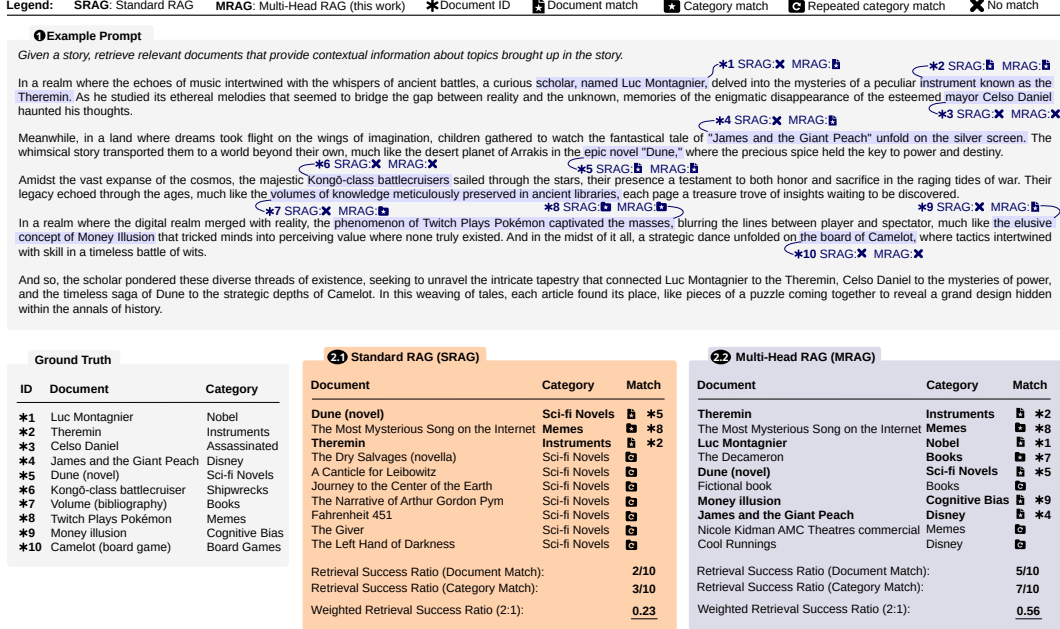 Legend: SRAG: Standard RAG MRAG: Multi-Head RAG (this work) ∗Document ID Document match Category match Repeated category match No match
1 Example Prompt
Given a story, retrieve relevant documents that provide contextual information about topics brought up in the story.
∗1 SRAG: MRAG: ∗2 SRAG: MRAG:
In a realm where the echoes of music intertwined with the whispers of ancient battles, a curious scholar, named Luc Montagnier, delved into the mysteries of a peculiar instrument known as the
Theremin. As he studied its ethereal melodies that seemed to bridge the gap between reality and the unknown, memories of the enigmatic disappearance of the esteemed mayor Celso Daniel
haunted his thoughts.
∗3 SRAG: MRAG:
∗4 SRAG: MRAG:
Meanwhile, in a land where dreams took flight on the wings of imagination, children gathered to watch the fantastical tale of "James and the Giant Peach" unfold on the silver screen. The
whimsical story transported them to a world beyond their own, much like the desert planet of Arrakis in the epic novel "Dune," where the precious spice held the key to power and destiny.
∗6 SRAG: MRAG: ∗5 SRAG: MRAG:
Amidst the vast expanse of the cosmos, the majestic Kongō-class battlecruisers sailed through the stars, their presence a testament to both honor and sacrifice in the raging tides of war. Their
legacy echoed through the ages, much like the volumes of knowledge meticulously preserved in ancient libraries, each page a treasure trove of insights waiting to be discovered.
∗7 SRAG: MRAG: ∗8 SRAG: MRAG: ∗9 SRAG: MRAG:
In a realm where the digital realm merged with reality, the phenomenon of Twitch Plays Pokémon captivated the masses, blurring the lines between player and spectator, much like the elusive
concept of Money Illusion that tricked minds into perceiving value where none truly existed. And in the midst of it all, a strategic dance unfolded on the board of Camelot, where tactics intertwined
with skill in a timeless battle of wits.
∗10 SRAG: MRAG:
And so, the scholar pondered these diverse threads of existence, seeking to unravel the intricate tapestry that connected Luc Montagnier to the Theremin, Celso Daniel to the mysteries of power,
and the timeless saga of Dune to the strategic depths of Camelot. In this weaving of tales, each article found its place, like pieces of a puzzle coming together to reveal a grand design hidden
within the annals of history.
Ground Truth
ID Document Category
∗1 Luc Montagnier Nobel
∗2 Theremin Instruments
∗3 Celso Daniel Assassinated
∗4 James and the Giant Peach Disney
∗5 Dune (novel) Sci-fi Novels
∗6 Kongō-class battlecruiser Shipwrecks
∗7 Volume (bibliography) Books
∗8 Twitch Plays Pokémon Memes
∗9 Money illusion Cognitive Bias
∗10 Camelot (board game) Board Games
2.1 Standard RAG (SRAG)
Document Category Match
Dune (novel) Sci-fi Novels ∗5
The Most Mysterious Song on the Internet Memes ∗8
Theremin Instruments ∗2
The Dry Salvages (novella) Sci-fi Novels
A Canticle for Leibowitz Sci-fi Novels
Journey to the Center of the Earth Sci-fi Novels
The Narrative of Arthur Gordon Pym Sci-fi Novels
Fahrenheit 451 Sci-fi Novels
The Giver Sci-fi Novels
The Left Hand of Darkness Sci-fi Novels
Retrieval Success Ratio (Document Match): 2/10
Retrieval Success Ratio (Category Match): 3/10
Weighted Retrieval Success Ratio (2:1): 0.23
2.2 Multi-Head RAG (MRAG)
Document Category Match
Theremin Instruments ∗2
The Most Mysterious Song on the Internet Memes ∗8
Luc Montagnier Nobel ∗1
The Decameron Books ∗7
Dune (novel) Sci-fi Novels ∗5
Fictional book Books
Money illusion Cognitive Bias ∗9
James and the Giant Peach Disney ∗4
Nicole Kidman AMC Theatres commercial Memes
Cool Runnings Disney
Retrieval Success Ratio (Document Match): 5/10
Retrieval Success Ratio (Category Match): 7/10
Weighted Retrieval Success Ratio (2:1): 0.56